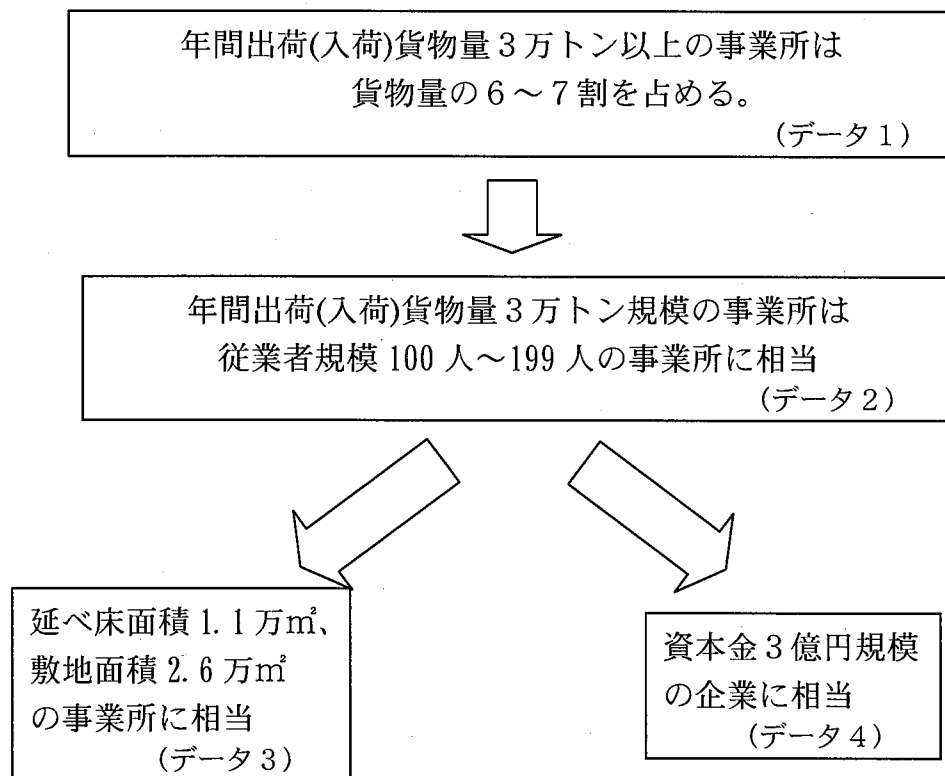 年間出荷(入荷)貨物量3万トン以上の事業所は
貨物量の6～7割を占める。
(データ1)
年間出荷(入荷)貨物量3万トン規模の事業所は
従業者規模100人～199人の事業所に相当
(データ2)
延べ床面積1.1万㎡、
敷地面積2.6万㎡
の事業所に相当
(データ3)
資本金3億円規模
の企業に相当
(データ4)